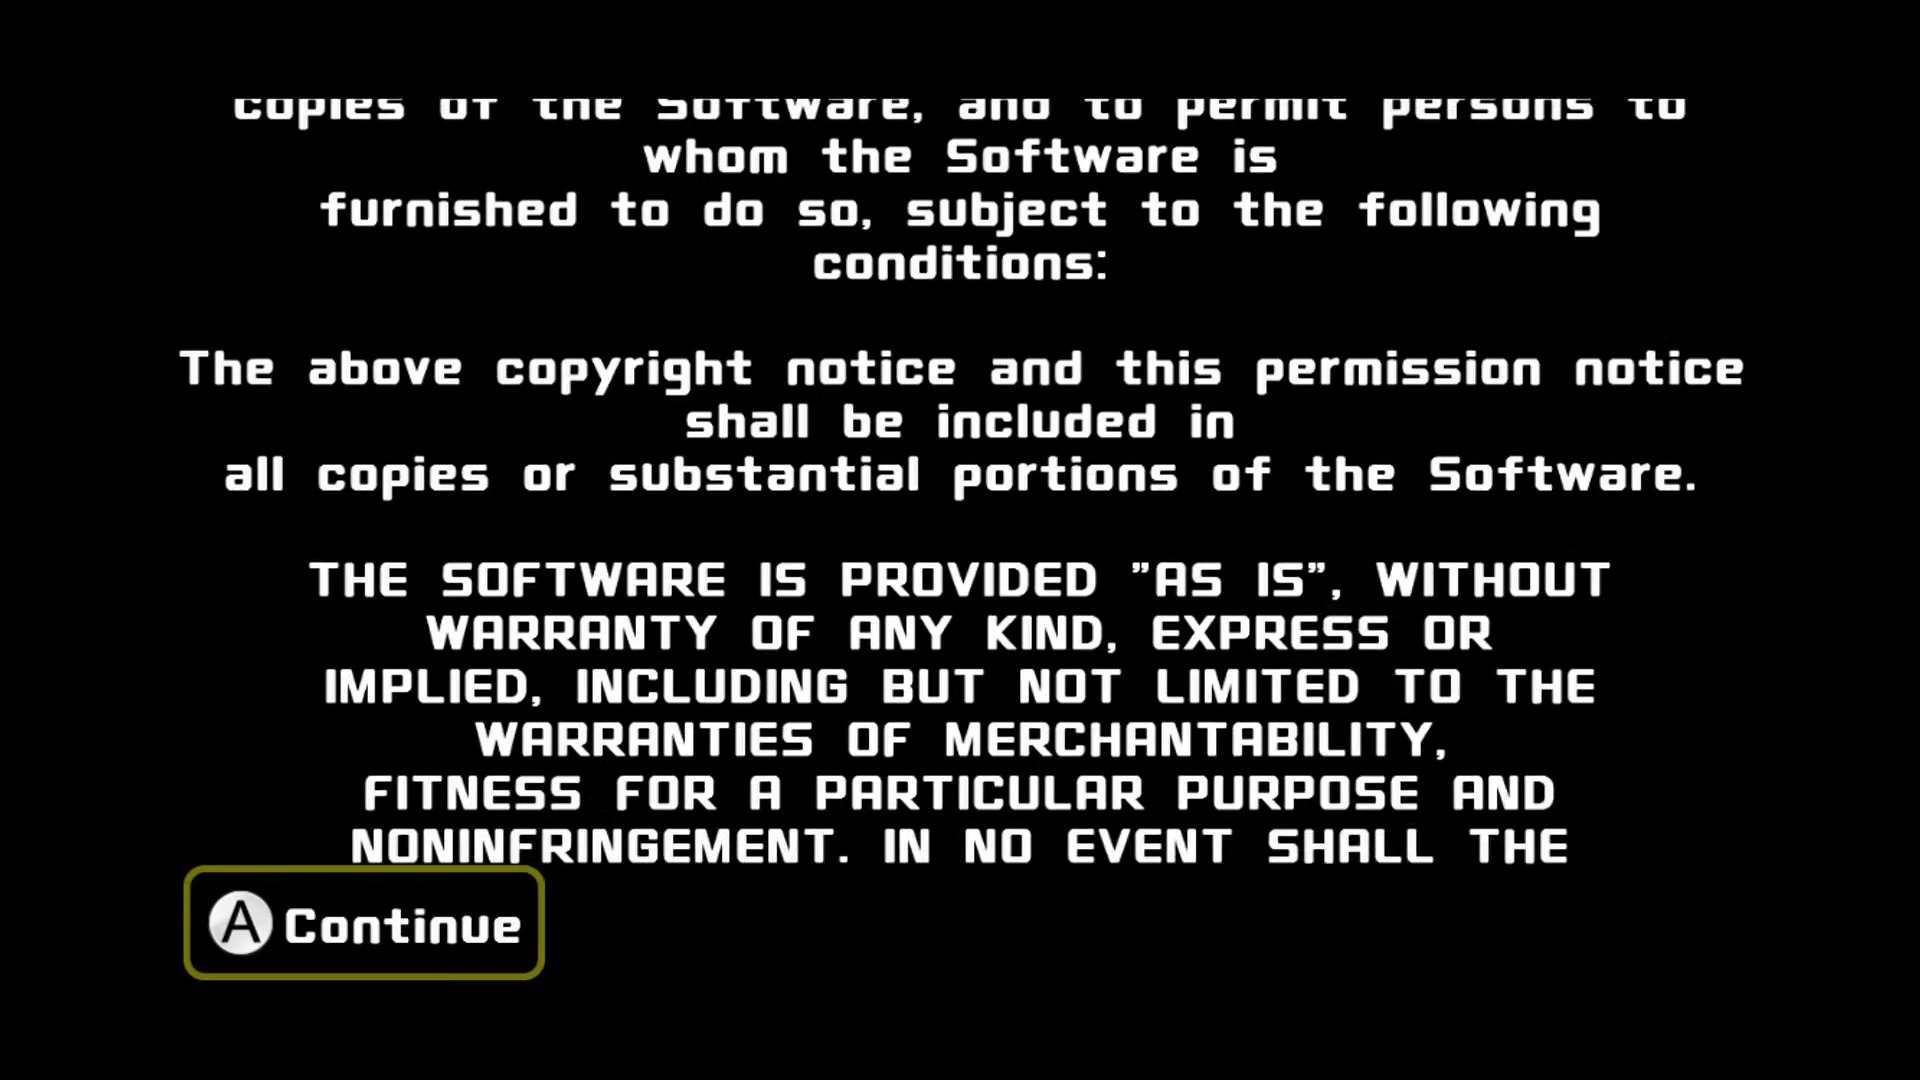 copies of the Software, and to permit persons to
whom the Software is
furnished to do so, subject to the following
conditions:
The above copyright notice and this permission notice
shall be included in
all copies or substantial portions of the Software.
THE SOFTWARE IS PROVIDED "AS IS", WITHOUT
WARRANTY OF ANY KIND, EXPRESS OR
IMPLIED, INCLUDING BUT NOT LIMITED TO THE
WARRANTIES OF MERCHANTABILITY,
FITNESS FOR A PARTICULAR PURPOSE AND
NONINFRINGEMENT. IN NO EVENT SHALL THE
A Continue